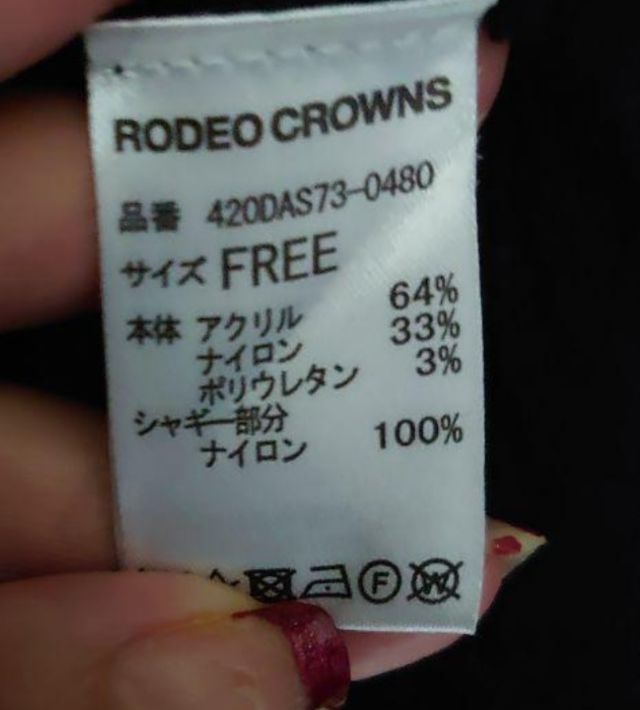 RODEO CROWNS
品番 420DAS73-0480
サイズ FREE
本体 アクリル 64%
ナイロン 33%
ポリウレタン 3%
シャギー部分
ナイロン 100%
F W